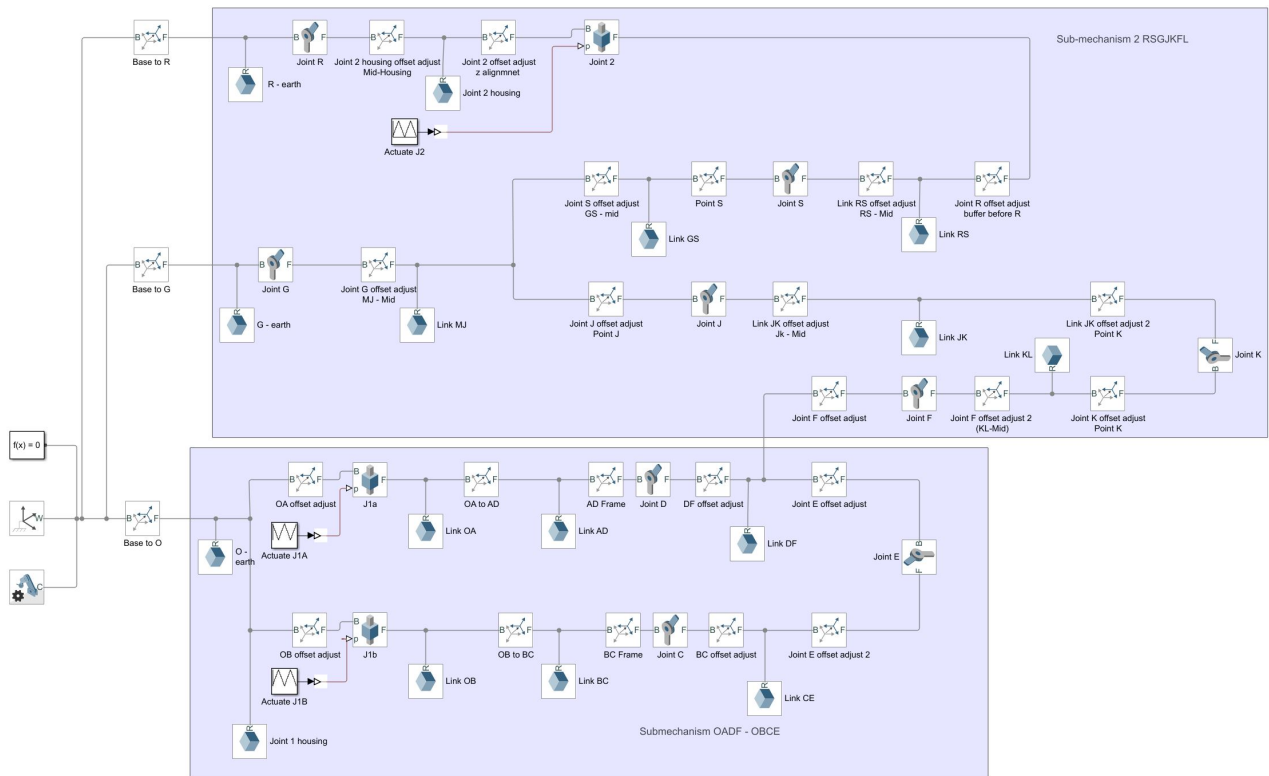 Sub-mechanism 2 RSGJKFL
B F
Base to R
R
R - earth
B F
Joint R
B F
Joint 2 housing offset adjust
Mid-Housing
R
Joint 2 housing
B F
Joint 2 offset adjust
z alignmnet
B F
p
Joint 2
Actuate J2
B F
Joint S offset adjust
GS - mid
R
Link GS
B F
Point S
B F
Joint S
B F
Link RS offset adjust
RS - Mid
R
Link RS
B F
Joint R offset adjust
buffer before R
B F
Base to G
R
G - earth
B F
Joint G
B F
Joint G offset adjust
MJ - Mid
R
Link MJ
B F
Joint J offset adjust
Point J
B F
Joint J
B F
Link JK offset adjust
Jk - Mid
R
Link JK
B F
Link JK offset adjust 2
Point K
F
B
Joint K
Link KL
R
B F
Joint F offset adjust
B F
Joint F
B F
Joint F offset adjust 2
(KL-Mid)
B F
Joint K offset adjust
Point K
f(x) = 0
W
C
B F
Base to O
R
O -
earth
B F
OA offset adjust
B F
p
J1a
Actuate J1A
R
Link OA
B F
OA to AD
R
Link AD
B F
AD Frame
B F
Joint D
B F
DF offset adjust
R
Link DF
B F
Joint E offset adjust
B
F
Joint E
B F
OB offset adjust
B F
p
J1b
Actuate J1B
R
Link OB
B F
OB to BC
R
Link BC
B F
BC Frame
B F
Joint C
B F
BC offset adjust
R
Link CE
B F
Joint E offset adjust 2
R
Joint 1 housing
Submechanism OADF - OBCE